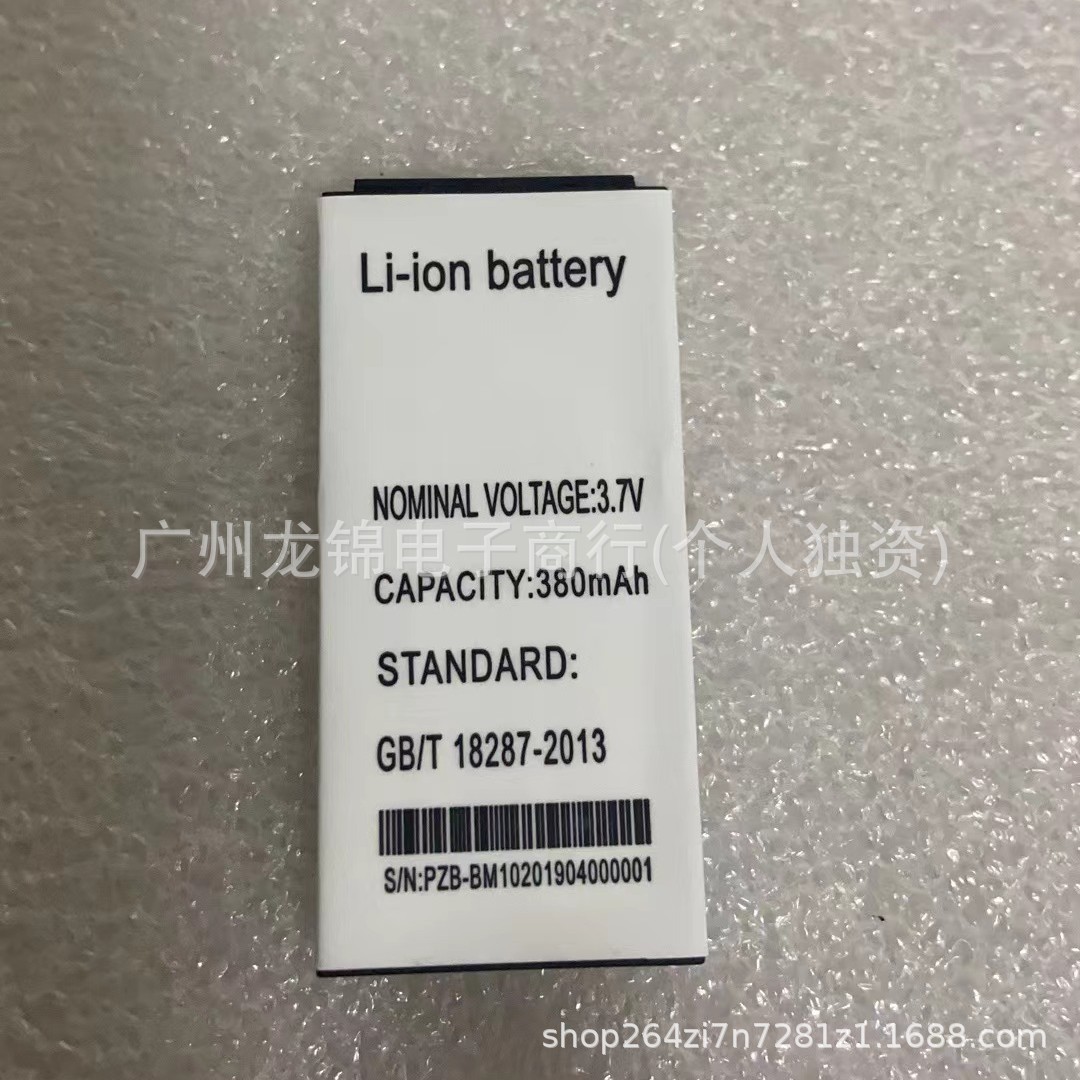 Li-ion battery
NOMINAL VOLTAGE:3.7V
广州龙锦电子商行(个人独资)
CAPACITY:380mAh
STANDARD:
GB/T 18287-2013
S/N:PZB-BM10201904000001
shop264zi7n7281z1.1688.com